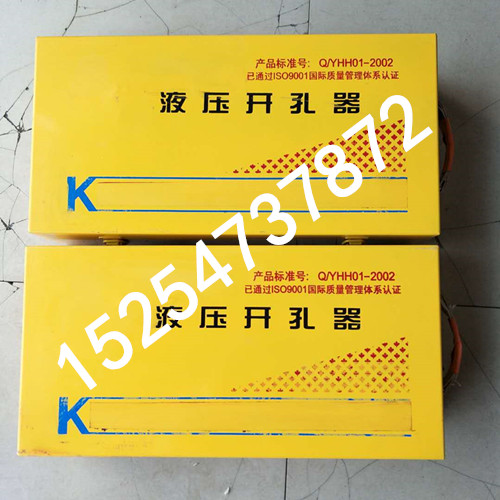 产品标准号：Q/YHH01-2002
已通过ISO9001国际质量管理体系认证
液压开孔器
K
15254737872
产品标准号：Q/YHH01-2002
已通过ISO9001国际质量管理体系认证
液压开孔器
K